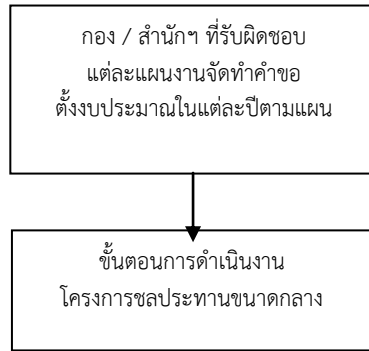 กอง / สำนักฯ ที่รับผิดชอบ
แต่ละแผนงานจัดทำคำขอ
ตั้งงบประมาณในแต่ละปีตามแผน
ขั้นตอนการดำเนินงาน
โครงการชลประทานขนาดกลาง